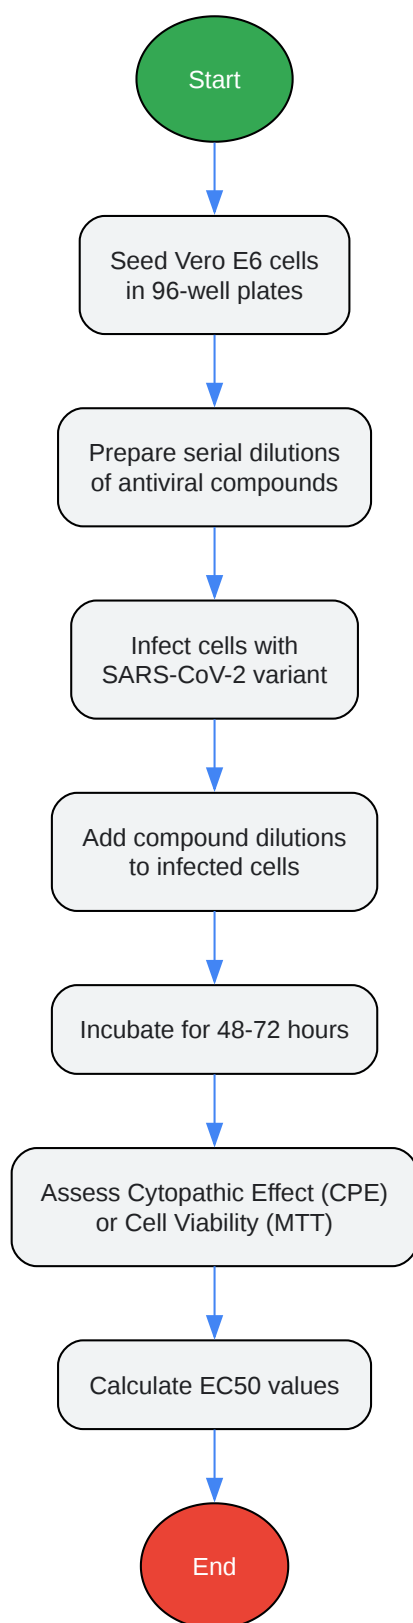 Start
Seed Vero E6 cells
in 96-well plates
Prepare serial dilutions
of antiviral compounds
Infect cells with
SARS-CoV-2 variant
Add compound dilutions
to infected cells
Incubate for 48-72 hours
Assess Cytopathic Effect (CPE)
or Cell Viability (MTT)
Calculate EC50 values
End